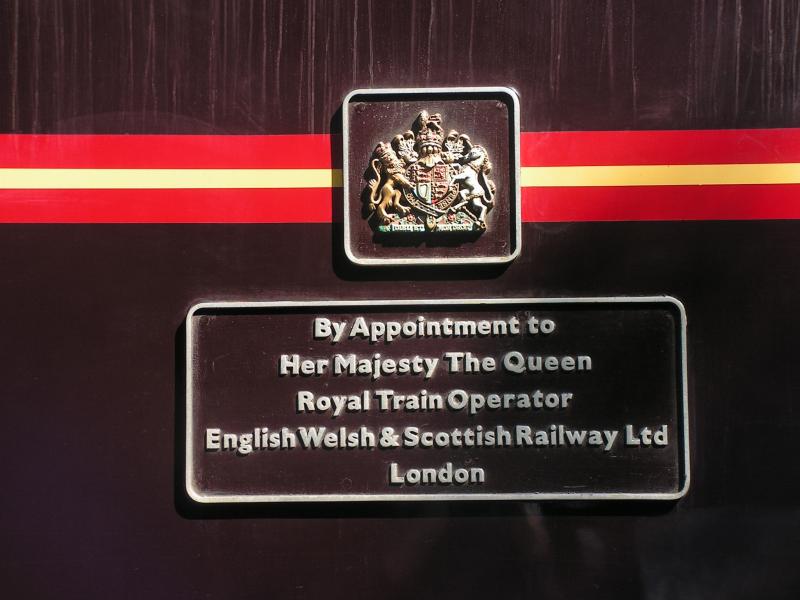 By Appointment to
Her Majesty The Queen
Royal Train Operator
English Welsh & Scottish Railway Ltd
London